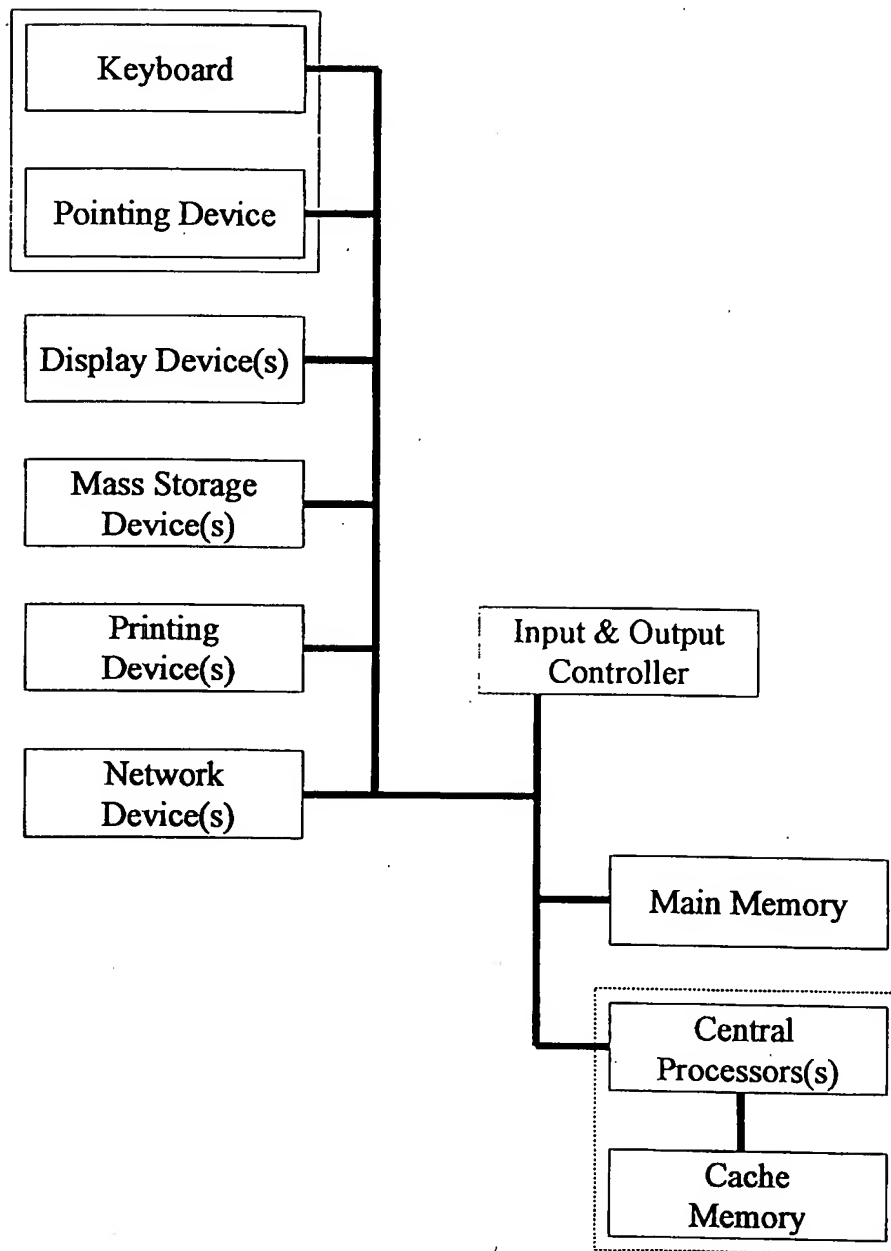 Keyboard
Pointing Device
Display Device(s)
Mass Storage
Device(s)
Printing
Device(s)
Network
Device(s)
Input & Output
Controller
Main Memory
Central
Processors(s)
Cache
Memory